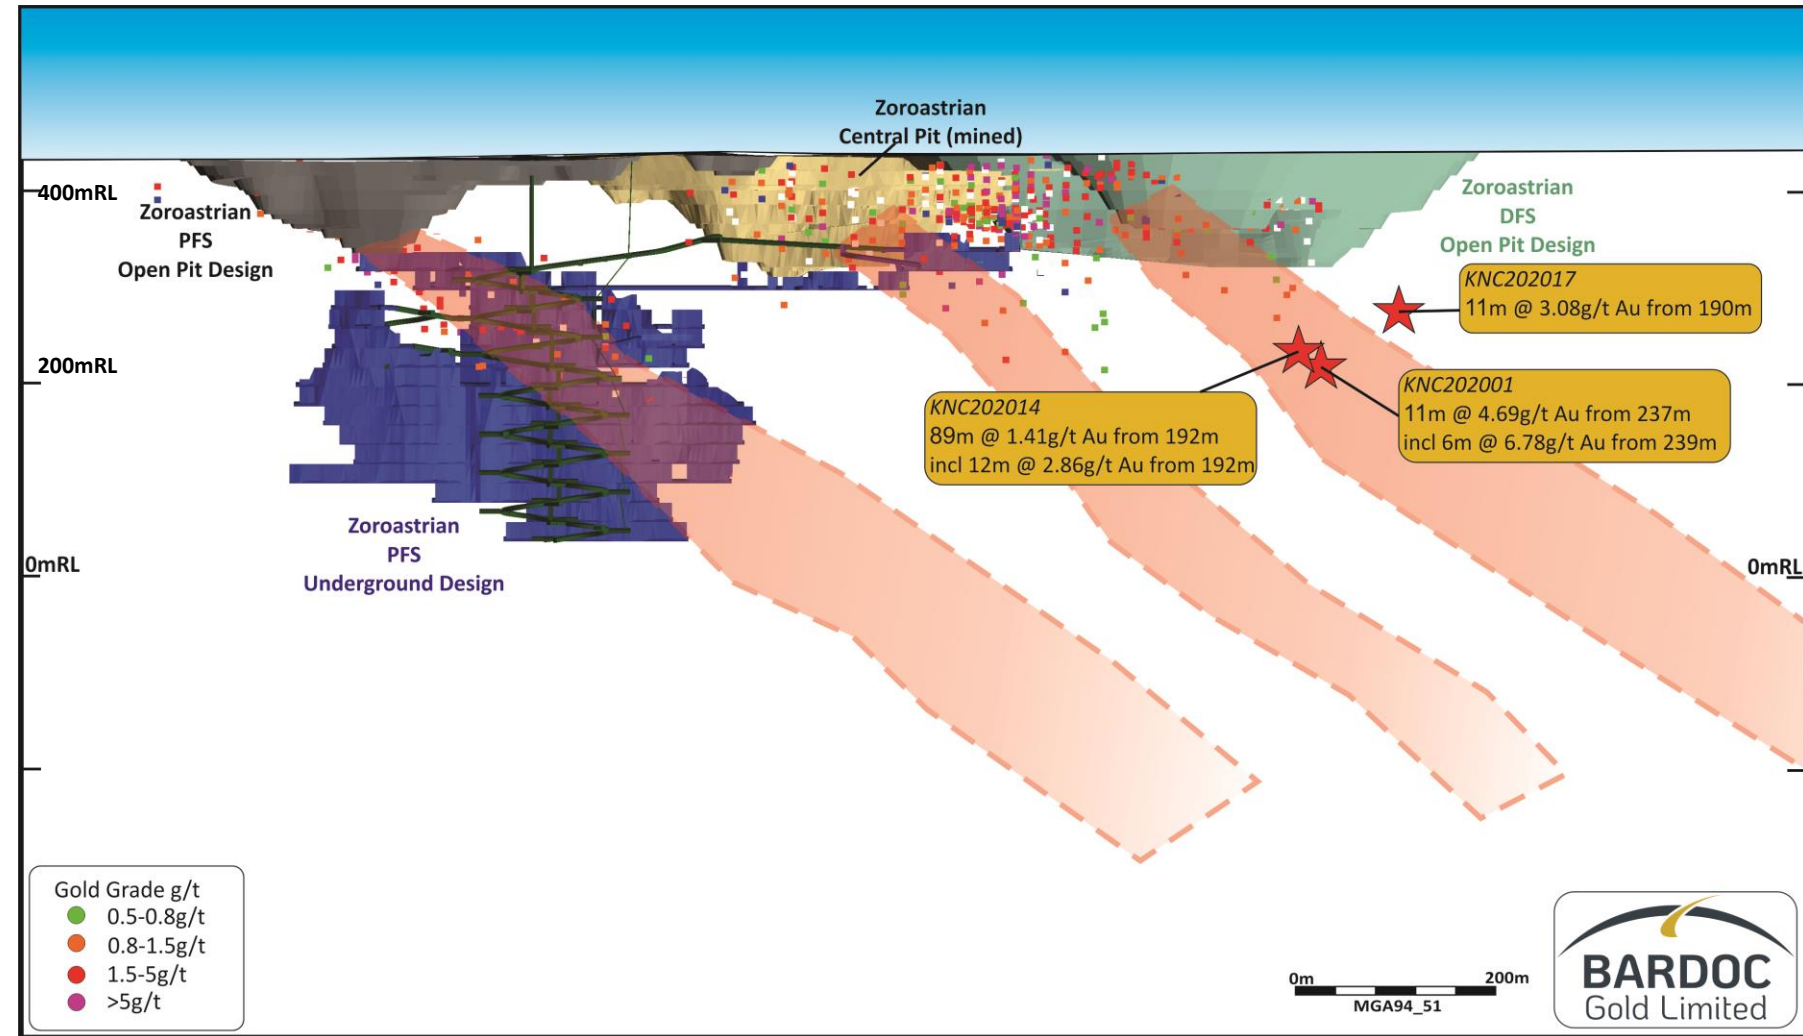 Zoroastrian
Central Pit (mined)
400mRL
Zoroastrian
PFS
Open Pit Design
Zoroastrian
DFS
Open Pit Design
KNC202017
11m @ 3.08g/t Au from 190m
200mRL
KNC202014
89m @ 1.41g/t Au from 192m
incl 12m @ 2.86g/t Au from 192m
KNC202001
11m @ 4.69g/t Au from 237m
incl 6m @ 6.78g/t Au from 239m
Zoroastrian
PFS
Underground Design
0mRL
0mRL
Gold Grade g/t
0.5-0.8g/t
0.8-1.5g/t
1.5-5g/t
>5g/t
0m 200m
MGA94_51
BARDOC
Gold Limited